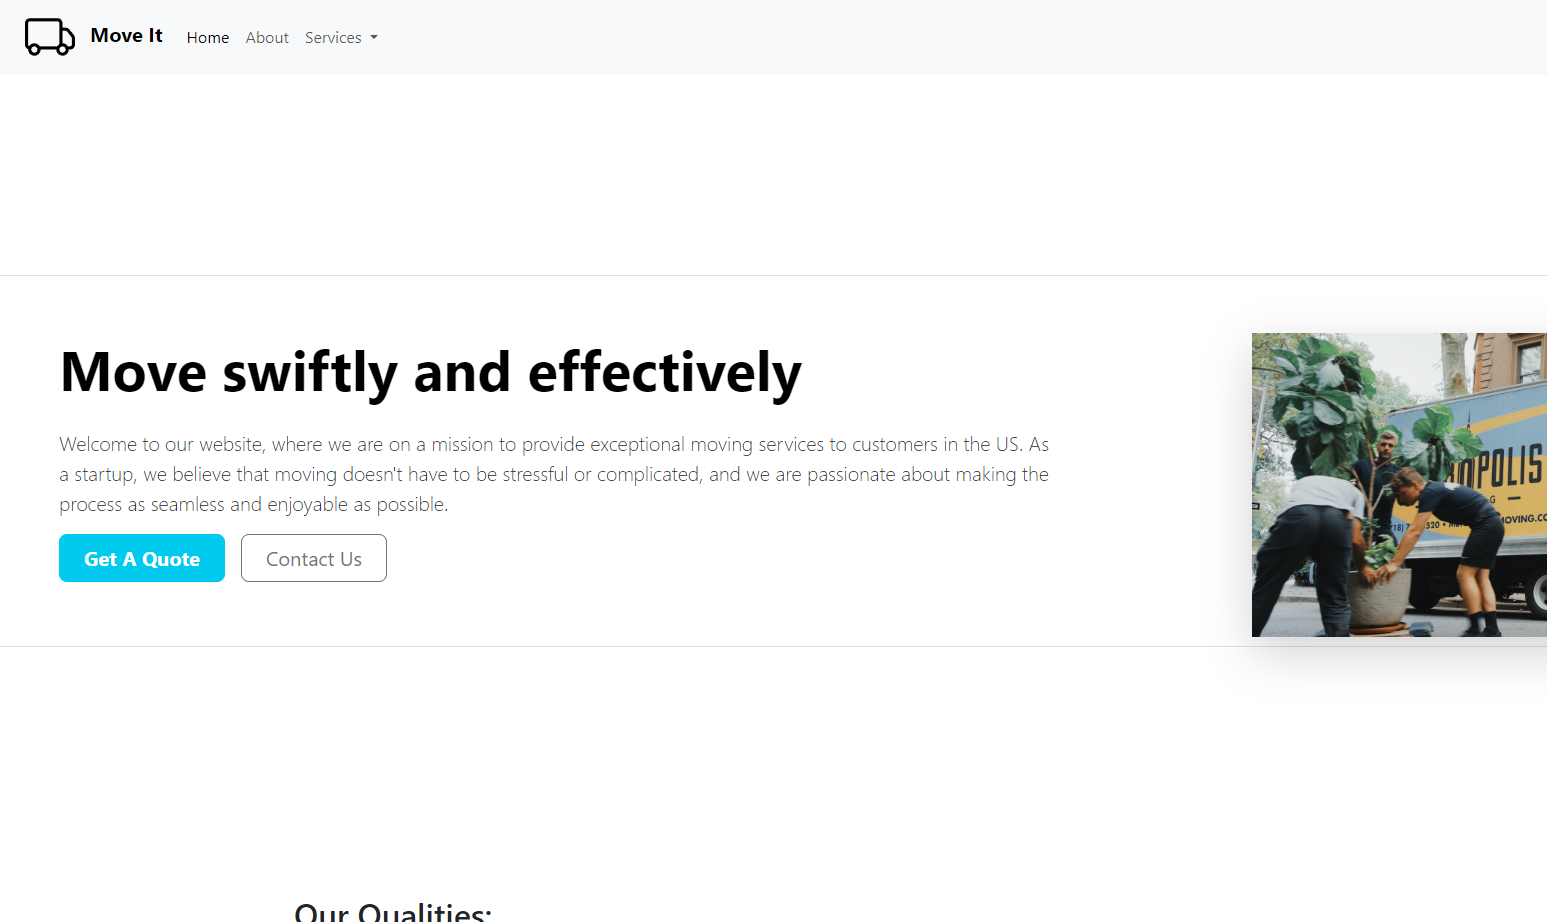 Move It
Home
About
Services
Move swiftly and effectively
Welcome to our website, where we are on a mission to provide exceptional moving services to customers in the US. As
a startup, we believe that moving doesn't have to be stressful or complicated, and we are passionate about making the
process as seamless and enjoyable as possible.
Get A Quote
Contact Us
Our Qualities: